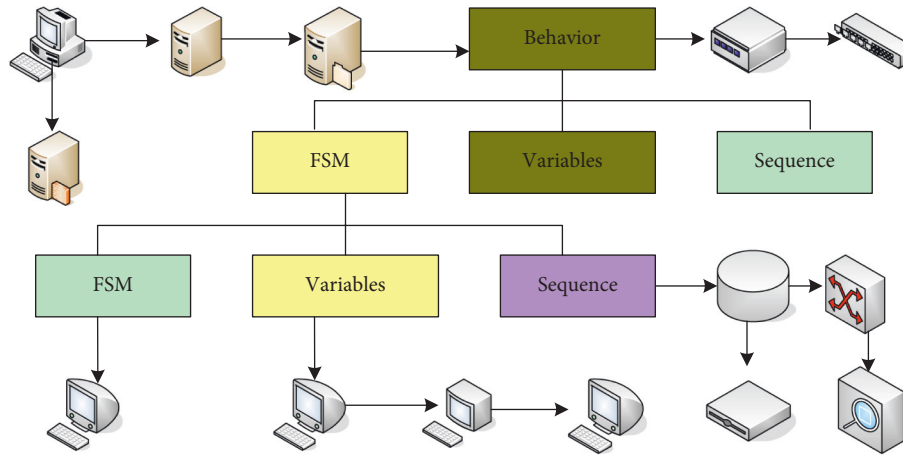 Behavior
FSM
Variables
Sequence
FSM
Variables
Sequence